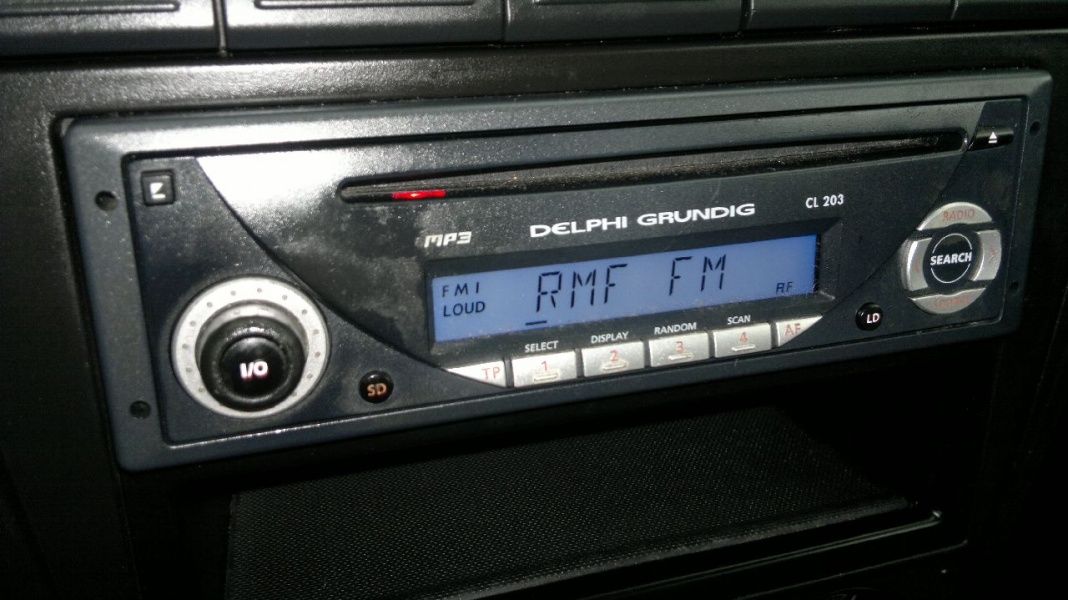 CL 203
DELPHI GRUNDIG
MP3
RADIO
SEARCH
FM1
LOUD
RMF FM
AF
I/O
SD
TP
SELECT
1
DISPLAY
2
RANDOM
3
SCAN
4
AF
LD